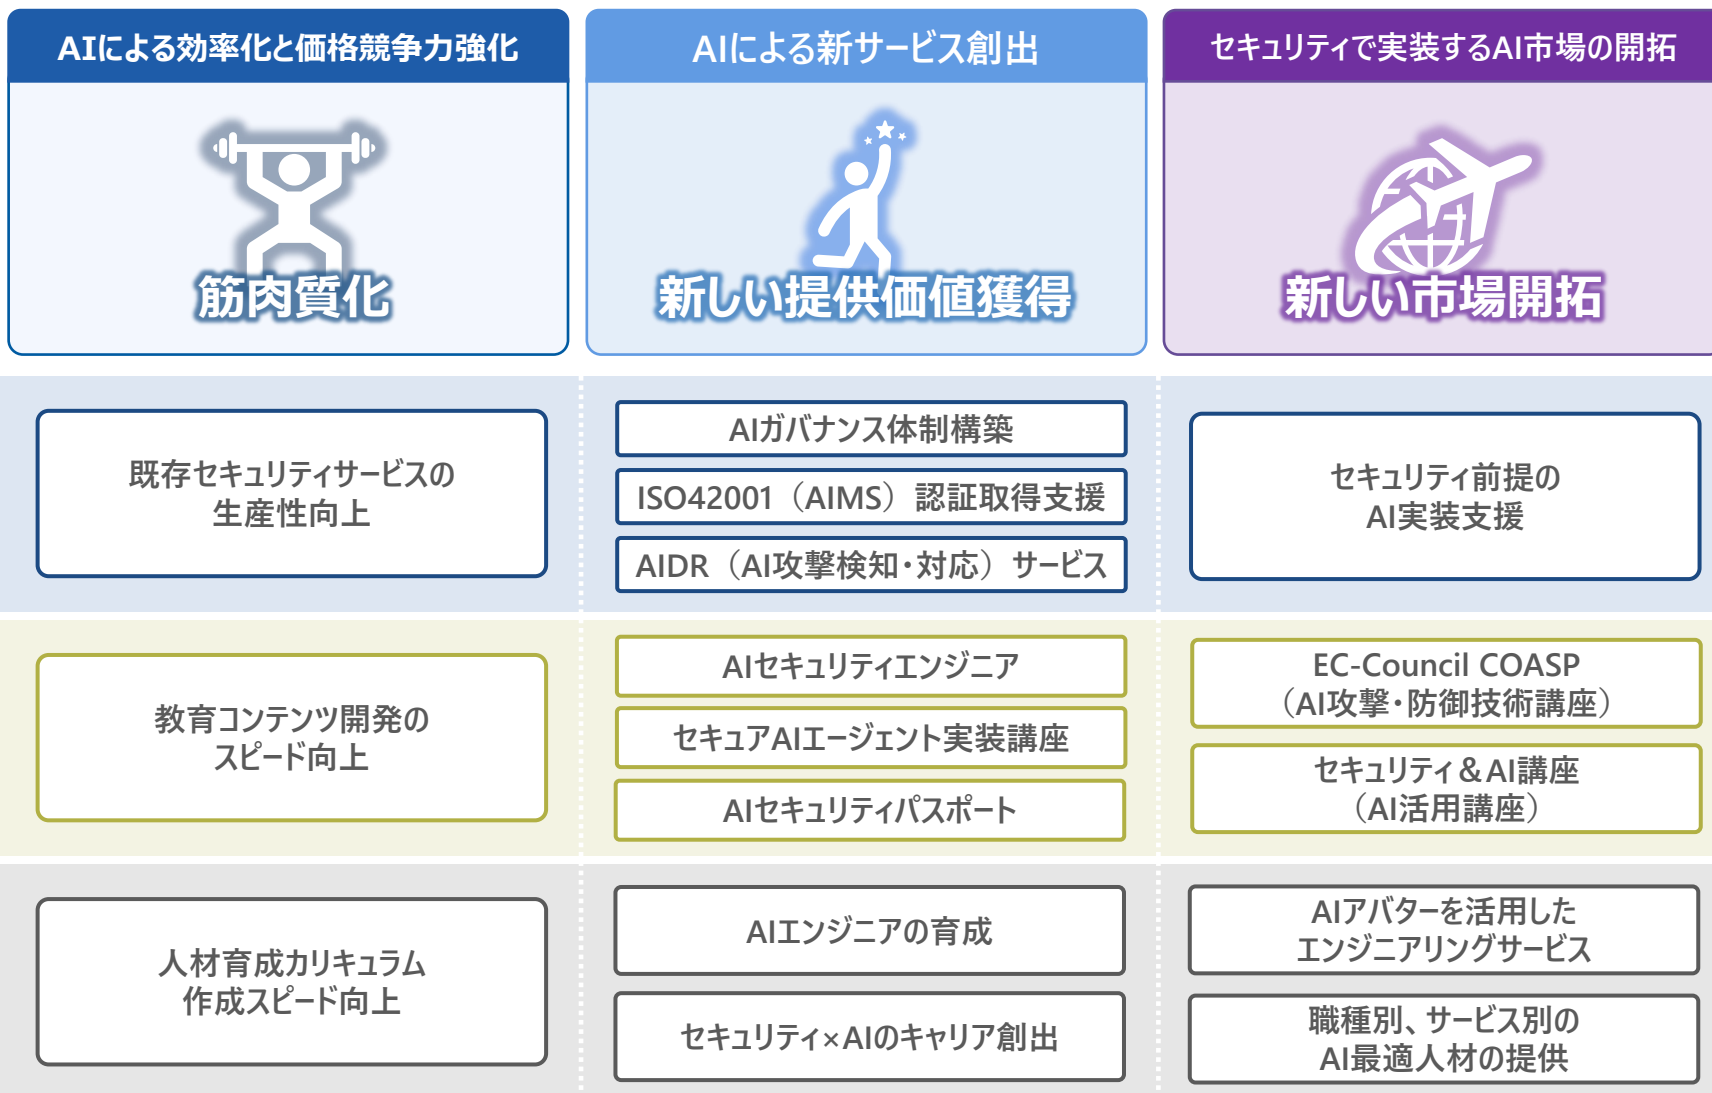 AIによる効率化と価格競争力強化
AIによる新サービス創出
セキュリティで実装するAI市場の開拓
筋肉質化
新しい提供価値獲得
新しい市場開拓
既存セキュリティサービスの
生産性向上
AIガバナンス体制構築
ISO42001（AIMS）認証取得支援
AIDR（AI攻撃検知・対応）サービス
セキュリティ前提の
AI実装支援
教育コンテンツ開発の
スピード向上
AIセキュリティエンジニア
セキュアAIエージェント実装講座
AIセキュリティパスポート
EC-Council COASP
（AI攻撃・防御技術講座）
セキュリティ＆AI講座
（AI活用講座）
人材育成カリキュラム
作成スピード向上
AIエンジニアの育成
セキュリティ×AIのキャリア創出
AIアバターを活用した
エンジニアリングサービス
職種別、サービス別の
AI最適人材の提供